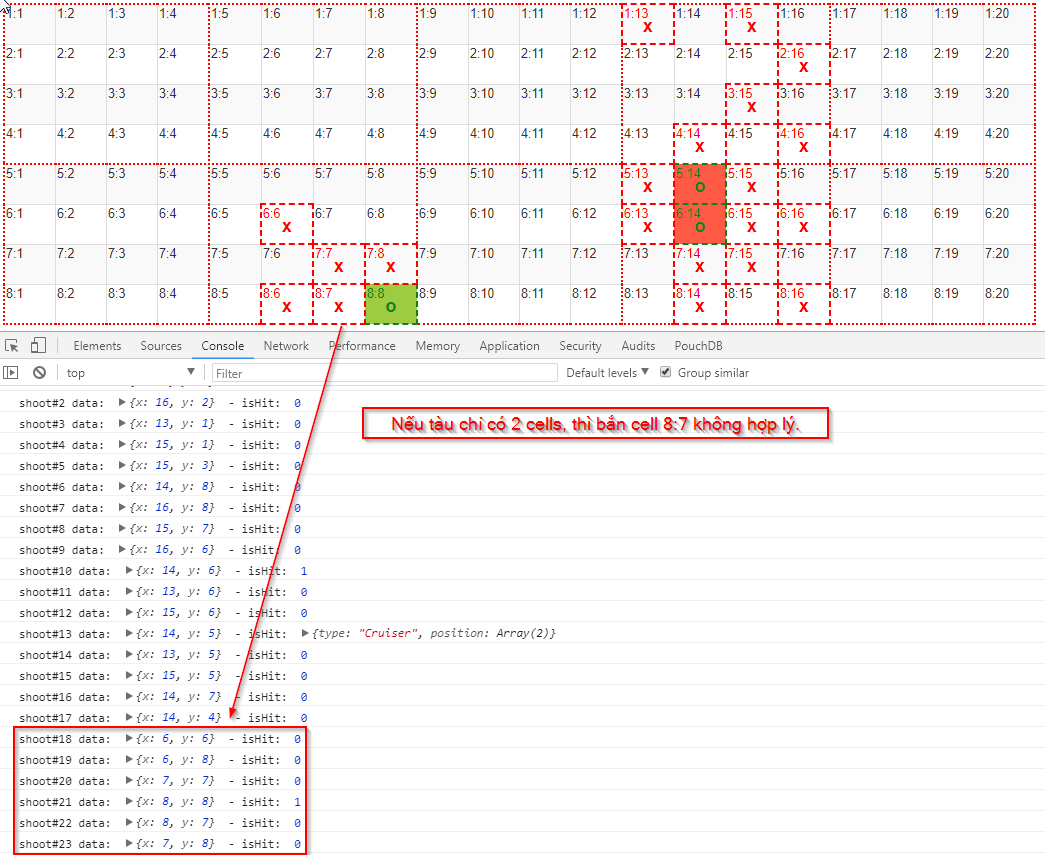 1:1 1:2 1:3 1:4 1:5 1:6 1:7 1:8 1:9 1:10 1:11 1:12 1:13 1:14 1:15 1:16 1:17 1:18 1:19 1:20
X X
2:1 2:2 2:3 2:4 2:5 2:6 2:7 2:8 2:9 2:10 2:11 2:12 2:13 2:14 2:15 2:16 2:17 2:18 2:19 2:20
X
3:1 3:2 3:3 3:4 3:5 3:6 3:7 3:8 3:9 3:10 3:11 3:12 3:13 3:14 3:15 3:16 3:17 3:18 3:19 3:20
X
4:1 4:2 4:3 4:4 4:5 4:6 4:7 4:8 4:9 4:10 4:11 4:12 4:13 4:14 4:15 4:16 4:17 4:18 4:19 4:20
X X
5:1 5:2 5:3 5:4 5:5 5:6 5:7 5:8 5:9 5:10 5:11 5:12 5:13 5:14 5:15 5:16 5:17 5:18 5:19 5:20
X O X
6:1 6:2 6:3 6:4 6:5 6:6 6:7 6:8 6:9 6:10 6:11 6:12 6:13 6:14 6:15 6:16 6:17 6:18 6:19 6:20
X X O X X
7:1 7:2 7:3 7:4 7:5 7:6 7:7 7:8 7:9 7:10 7:11 7:12 7:13 7:14 7:15 7:16 7:17 7:18 7:19 7:20
X X X X
8:1 8:2 8:3 8:4 8:5 8:6 8:7 8:8 8:9 8:10 8:11 8:12 8:13 8:14 8:15 8:16 8:17 8:18 8:19 8:20
X X O X X
Elements Sources Console Network Performance Memory Application Security Audits PouchDB
top Filter Default levels Group similar
shoot#2 data: {x: 16, y: 2} - isHit: 0
Nếu tàu chỉ có 2 cells, thì bắn cell 8:7 không hợp lý.
shoot#3 data: {x: 13, y: 1} - isHit: 0
shoot#4 data: {x: 15, y: 1} - isHit: 0
shoot#5 data: {x: 15, y: 3} - isHit: 0
shoot#6 data: {x: 14, y: 8} - isHit: 0
shoot#7 data: {x: 16, y: 8} - isHit: 0
shoot#8 data: {x: 15, y: 7} - isHit: 0
shoot#9 data: {x: 16, y: 6} - isHit: 0
shoot#10 data: {x: 14, y: 6} - isHit: 1
shoot#11 data: {x: 13, y: 6} - isHit: 0
shoot#12 data: {x: 15, y: 6} - isHit: 0
shoot#13 data: {x: 14, y: 5} - isHit: {type: "Cruiser", position: Array(2)}
shoot#14 data: {x: 13, y: 5} - isHit: 0
shoot#15 data: {x: 15, y: 5} - isHit: 0
shoot#16 data: {x: 14, y: 7} - isHit: 0
shoot#17 data: {x: 14, y: 4} - isHit: 0
shoot#18 data: {x: 6, y: 6} - isHit: 0
shoot#19 data: {x: 6, y: 8} - isHit: 0
shoot#20 data: {x: 7, y: 7} - isHit: 0
shoot#21 data: {x: 8, y: 8} - isHit: 1
shoot#22 data: {x: 8, y: 7} - isHit: 0
shoot#23 data: {x: 7, y: 8} - isHit: 0